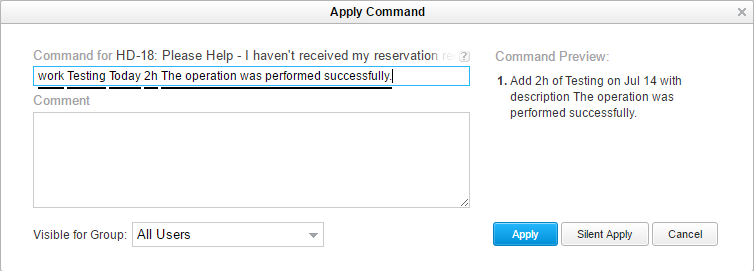 Apply Command
Command for HD-18: Please Help - I haven't received my reservation re
work Testing Today 2h The operation was performed successfully.
Comment
Visible for Group: All Users
Command Preview:
1. Add 2h of Testing on Jul 14 with
description The operation was
performed successfully.
Apply Silent Apply Cancel